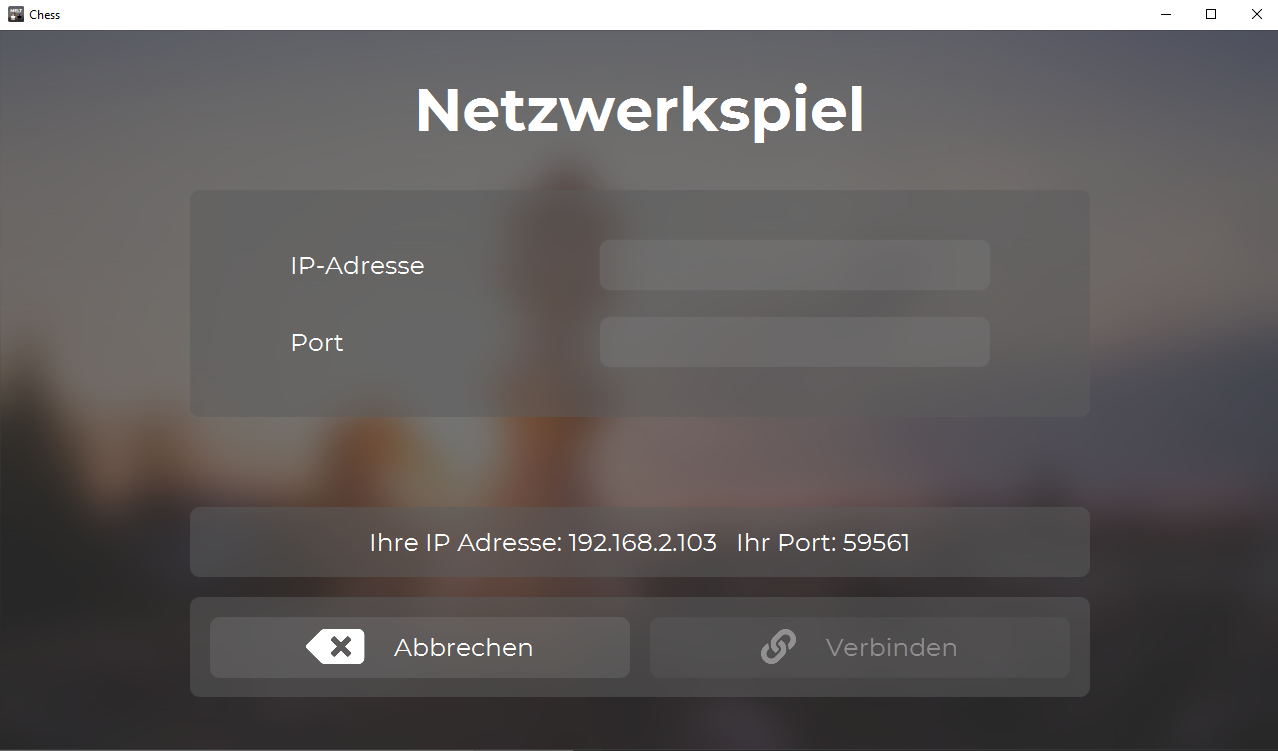 Chess
Netzwerkspiel
IP-Adresse
Port
Ihre IP Adresse: 192.168.2.103 Ihr Port: 59561
Abbrechen
Verbinden